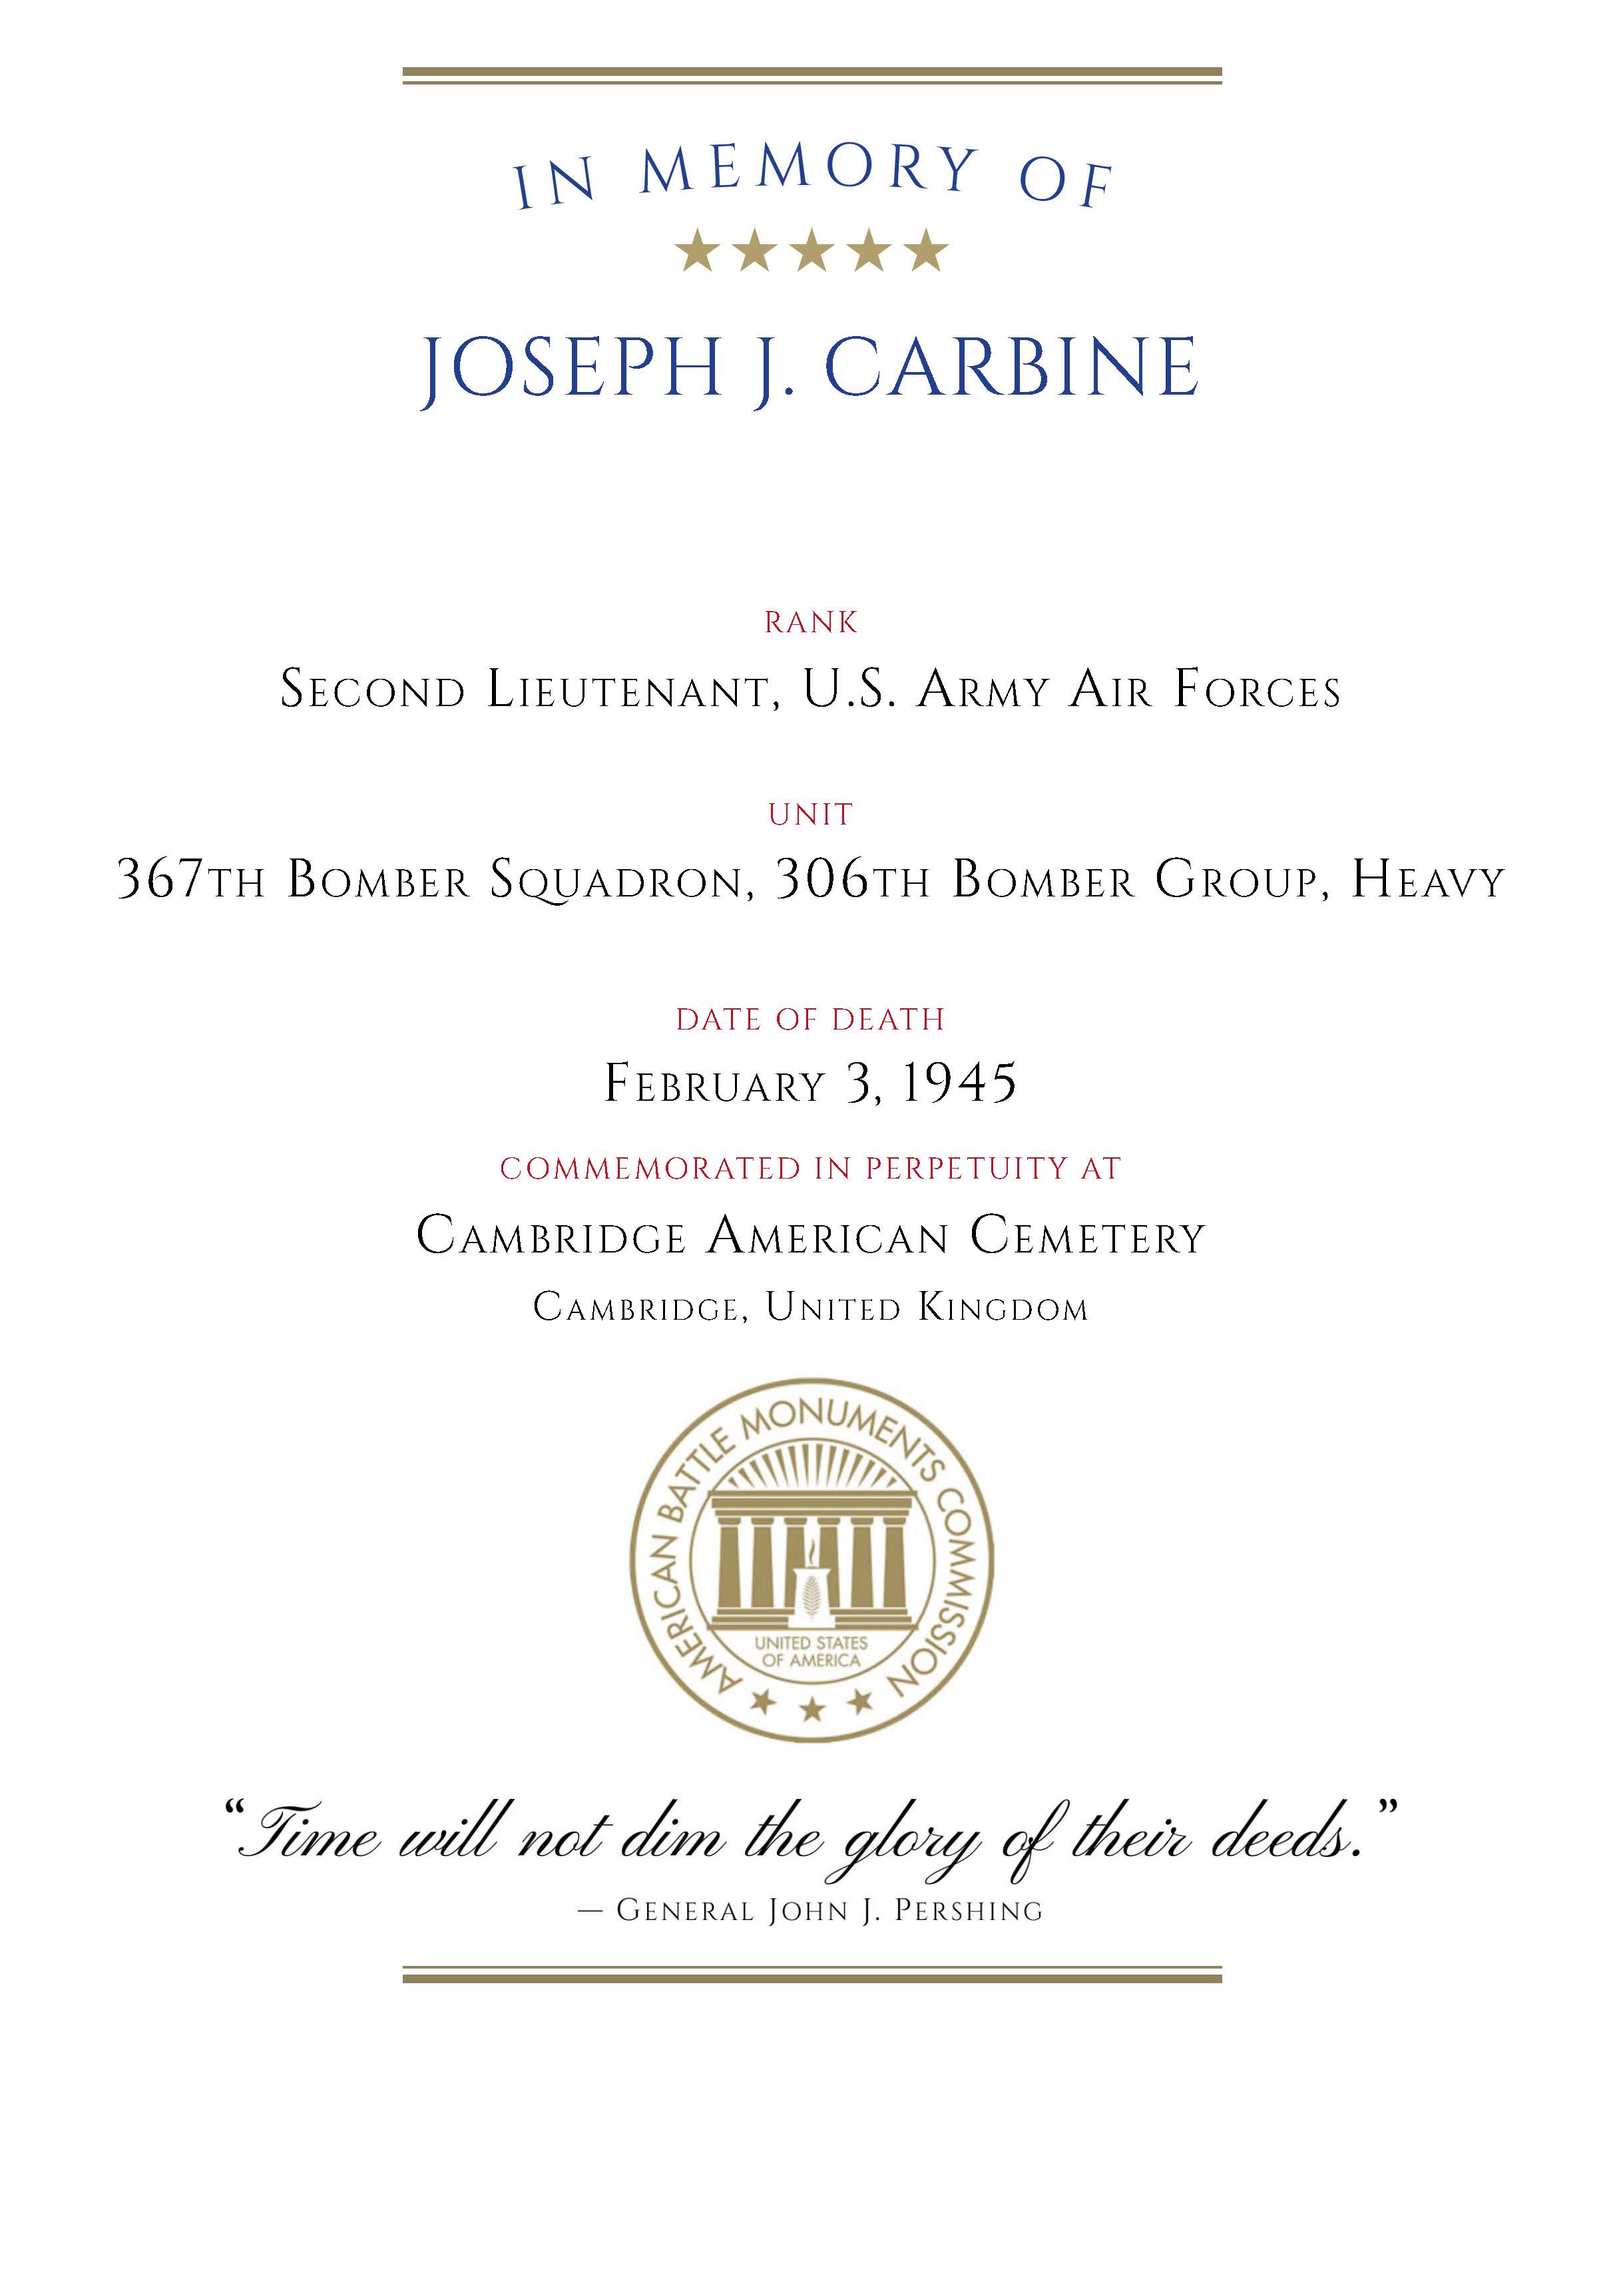 IN MEMORY OF
JOSEPH J. CARBINE
RANK
Second Lieutenant, U.S. Army Air Forces
UNIT
367th Bomber Squadron, 306th Bomber Group, Heavy
DATE OF DEATH
February 3, 1945
COMMEMORATED IN PERPETUITY AT
Cambridge American Cemetery
Cambridge, United Kingdom
AMERICAN BATTLE MONUMENTS COMMISSION
UNITED STATES
OF AMERICA
“Time will not dim the glory of their deeds.”
— General John J. Pershing